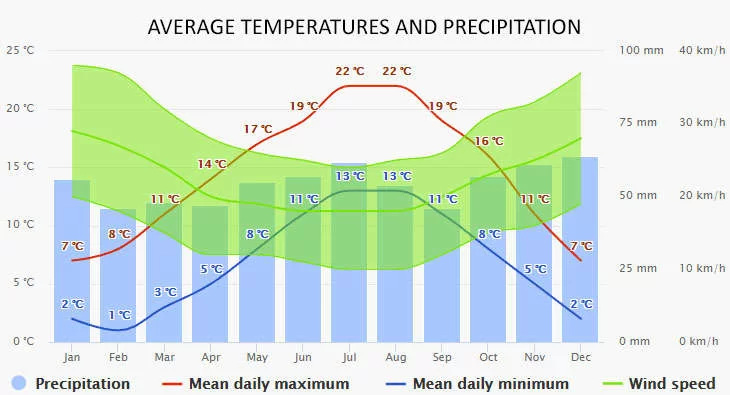 AVERAGE TEMPERATURES AND PRECIPITATION
25 °C 100 mm 40 km/h
22 °C 22 °C
20 °C 19 °C 19 °C 75 mm 30 km/h
17 °C 16 °C
15 °C 14 °C 13 °C 13 °C 50 mm 20 km/h
11 °C 11 °C 11 °C 11 °C
10 °C 7 °C 8 °C 8 °C 8 °C 7 °C
5 °C 5 °C 5 °C 25 mm 10 km/h
2 °C 1 °C 3 °C 2 °C
0 °C 0 mm 0 km/h
Jan Feb Mar Apr May Jun Jul Aug Sep Oct Nov Dec
Precipitation Mean daily maximum Mean daily minimum Wind speed